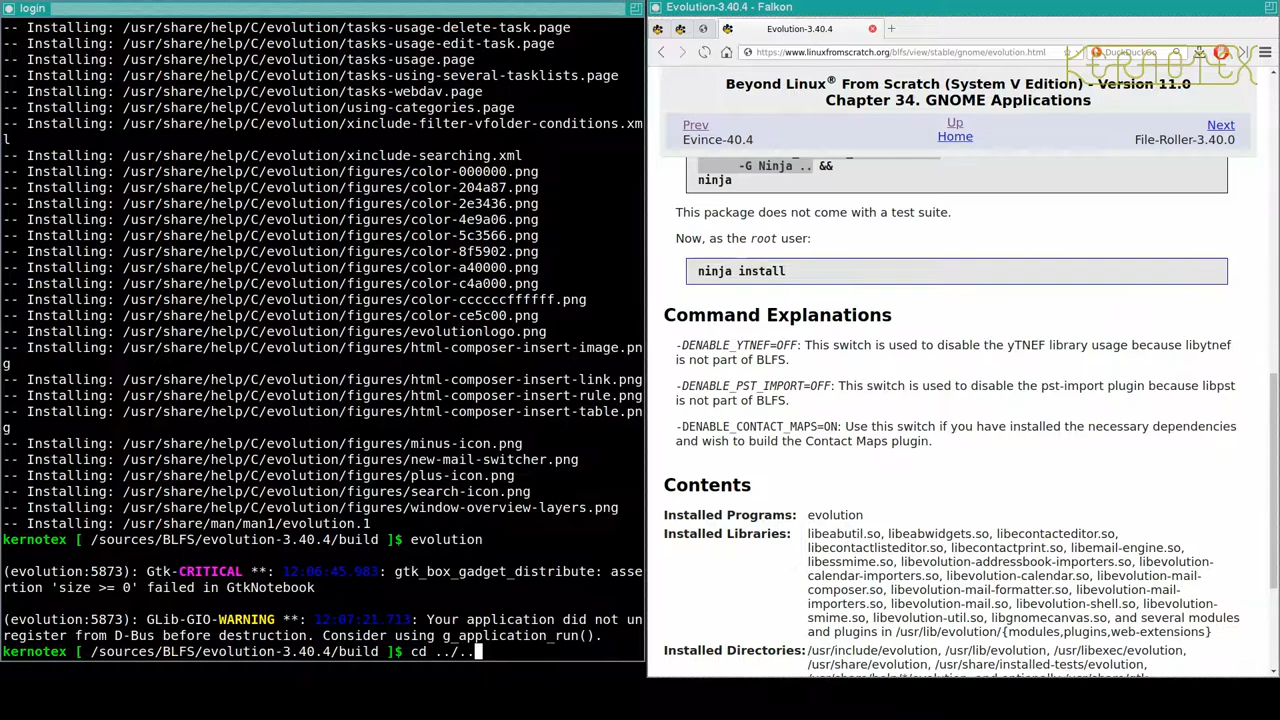 login
-- Installing: /usr/share/help/C/evolution/tasks-usage-delete-task.page
-- Installing: /usr/share/help/C/evolution/tasks-usage-edit-task.page
-- Installing: /usr/share/help/C/evolution/tasks-usage.page
-- Installing: /usr/share/help/C/evolution/tasks-using-several-tasklists.page
-- Installing: /usr/share/help/C/evolution/tasks-webdav.page
-- Installing: /usr/share/help/C/evolution/using-categories.page
-- Installing: /usr/share/help/C/evolution/xinclude-filter-vfolder-conditions.xm
l
-- Installing: /usr/share/help/C/evolution/xinclude-searching.xml
-- Installing: /usr/share/help/C/evolution/figures/color-000000.png
-- Installing: /usr/share/help/C/evolution/figures/color-204a87.png
-- Installing: /usr/share/help/C/evolution/figures/color-2e3436.png
-- Installing: /usr/share/help/C/evolution/figures/color-4e9a06.png
-- Installing: /usr/share/help/C/evolution/figures/color-5c3566.png
-- Installing: /usr/share/help/C/evolution/figures/color-8f5902.png
-- Installing: /usr/share/help/C/evolution/figures/color-a40000.png
-- Installing: /usr/share/help/C/evolution/figures/color-c4a000.png
-- Installing: /usr/share/help/C/evolution/figures/color-ccccccffffff.png
-- Installing: /usr/share/help/C/evolution/figures/color-ce5c00.png
-- Installing: /usr/share/help/C/evolution/figures/evolutionlogo.png
-- Installing: /usr/share/help/C/evolution/figures/html-composer-insert-image.pn
g
-- Installing: /usr/share/help/C/evolution/figures/html-composer-insert-link.png
-- Installing: /usr/share/help/C/evolution/figures/html-composer-insert-rule.png
-- Installing: /usr/share/help/C/evolution/figures/html-composer-insert-table.pn
g
-- Installing: /usr/share/help/C/evolution/figures/minus-icon.png
-- Installing: /usr/share/help/C/evolution/figures/new-mail-switcher.png
-- Installing: /usr/share/help/C/evolution/figures/plus-icon.png
-- Installing: /usr/share/help/C/evolution/figures/search-icon.png
-- Installing: /usr/share/help/C/evolution/figures/window-overview-layers.png
-- Installing: /usr/share/man/man1/evolution.1
kernotex [ /sources/BLFS/evolution-3.40.4/build ]$ evolution
(evolution:5873): Gtk-CRITICAL **: 12:06:45.983: gtk_box_gadget_distribute: asse
rtion 'size >= 0' failed in GtkNotebook
(evolution:5873): GLib-GIO-WARNING **: 12:07:21.713: Your application did not un
register from D-Bus before destruction. Consider using g_application_run().
kernotex [ /sources/BLFS/evolution-3.40.4/build ]$ cd ../..
Evolution-3.40.4 - Falkon
Evolution-3.40.4
https://www.linuxfromscratch.org/blfs/view/stable/gnome/evolution.html
DuckDuckGo
KERNOTEX
Beyond Linux® From Scratch (System V Edition) - Version 11.0
Chapter 34. GNOME Applications
Prev Up Next
Evince-40.4 Home File-Roller-3.40.0
-G Ninja .. &&
ninja
This package does not come with a test suite.
Now, as the root user:
ninja install
Command Explanations
-DENABLE_YTNEF=OFF: This switch is used to disable the yTNEF library usage because libytnef
is not part of BLFS.
-DENABLE_PST_IMPORT=OFF: This switch is used to disable the pst-import plugin because libpst
is not part of BLFS.
-DENABLE_CONTACT_MAPS=ON: Use this switch if you have installed the necessary dependencies
and wish to build the Contact Maps plugin.
Contents
Installed Programs: evolution
Installed Libraries: libeabutil.so, libeabwidgets.so, libecontacteditor.so,
libecontactlisteditor.so, libecontactprint.so, libemail-engine.so,
libessmime.so, libevolution-addressbook-importers.so, libevolution-
calendar-importers.so, libevolution-calendar.so, libevolution-mail-
composer.so, libevolution-mail-formatter.so, libevolution-mail-
importers.so, libevolution-mail.so, libevolution-shell.so, libevolution-
smime.so, libevolution-util.so, libgnomecanvas.so, and several modules
and plugins in /usr/lib/evolution/{modules,plugins,web-extensions}
Installed Directories: /usr/include/evolution, /usr/lib/evolution, /usr/libexec/evolution,
/usr/share/evolution, /usr/share/installed-tests/evolution,